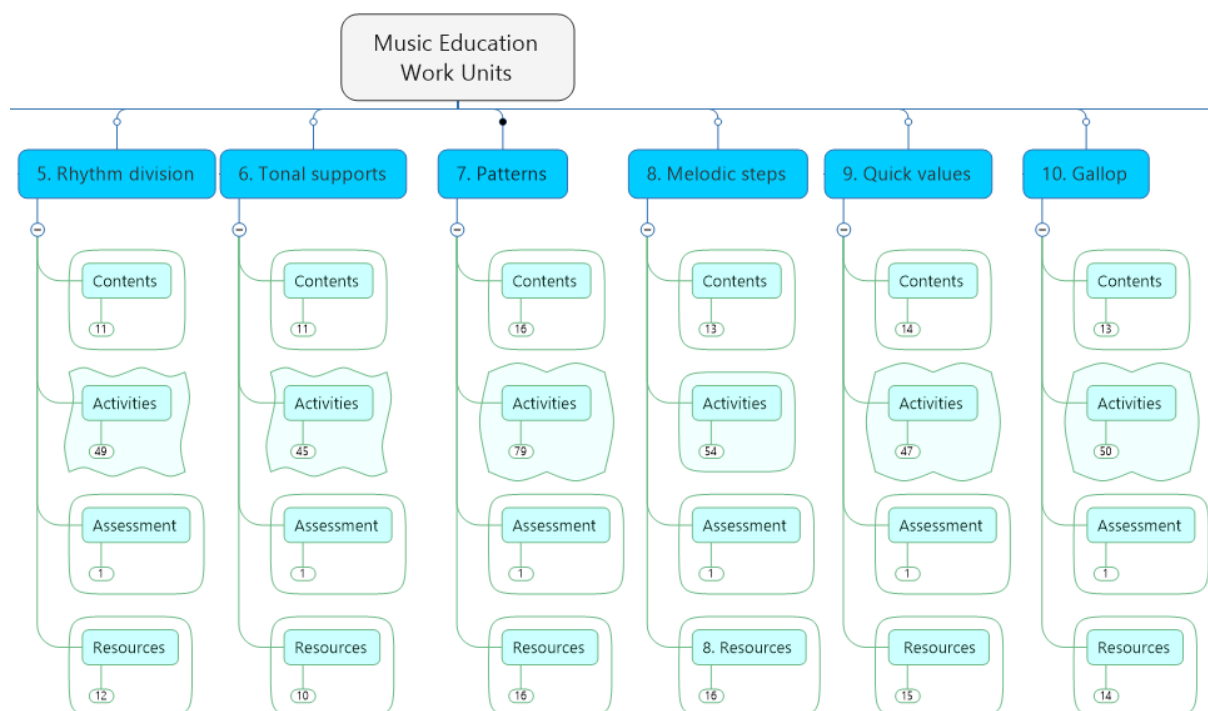 Music Education
Work Units
5. Rhythm division
6. Tonal supports
7. Patterns
8. Melodic steps
9. Quick values
10. Gallop
Contents
Contents
Contents
Contents
Contents
Contents
11
11
16
13
14
13
Activities
Activities
Activities
Activities
Activities
Activities
49
45
79
54
47
50
Assessment
Assessment
Assessment
Assessment
Assessment
Assessment
1
1
1
1
1
1
Resources
Resources
Resources
8. Resources
Resources
Resources
12
10
16
16
15
14